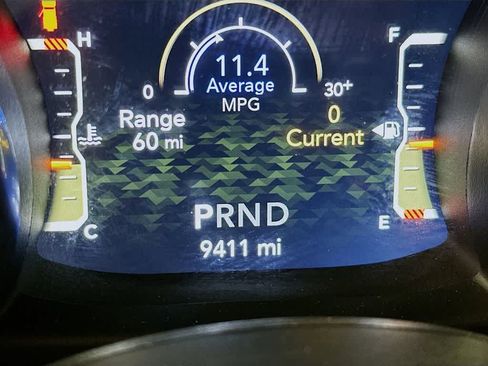 H
F
11.4
Average
MPG
0
30+
Range
60 mi
0
Current
PRND
9411 mi
C
E